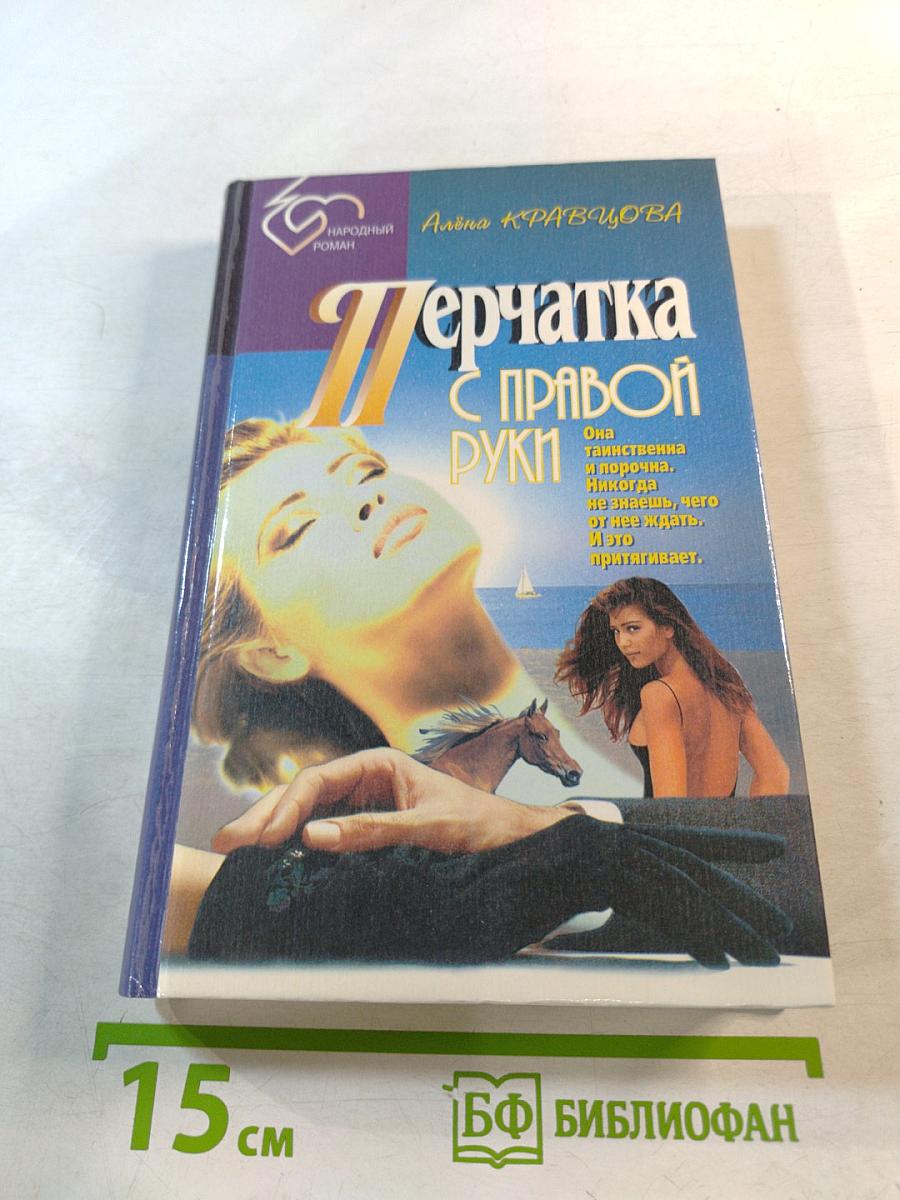 НАРОДНЫЙ
РОМАН
Алёна КРАВЦОВА
Перчатка
С ПРАВОЙ
РУКИ
Она
таинственна
и порочна.
Никогда
не знаешь, чего
от нее ждать.
И это
притягивает.
15 см
БФ БИБЛИОФАН